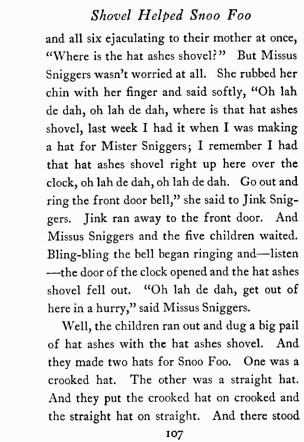 Shovel Helped Snoo Foo
and all six ejaculating to their mother at once,
“Where is the hat ashes shovel?” But Missus
Sniggers wasn’t worried at all. She rubbed her
chin with her finger and said softly, “Oh lah
de dah, oh lah de dah, where is that hat ashes
shovel, last week I had it when I was making
a hat for Mister Sniggers; I remember I had
that hat ashes shovel right up here over the
clock, oh lah de dah, oh lah de dah. Go out and
ring the front door bell,” she said to Jink Snig-
gers. Jink ran away to the front door. And
Missus Sniggers and the five children waited.
Bling-bling the bell began ringing and—listen
—the door of the clock opened and the hat ashes
shovel fell out. “Oh lah de dah, get out of
here in a hurry,” said Missus Sniggers.
Well, the children ran out and dug a big pail
of hat ashes with the hat ashes shovel. And
they made two hats for Snoo Foo. One was a
crooked hat. The other was a straight hat.
And they put the crooked hat on crooked and
the straight hat on straight. And there stood
107